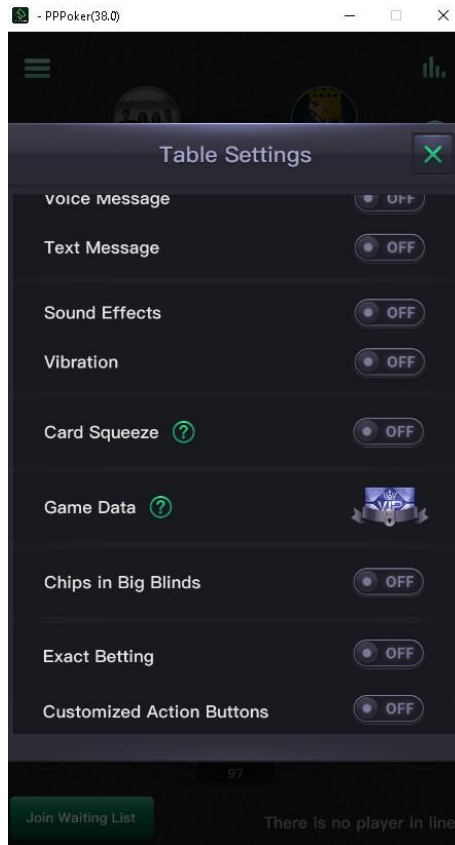 - PPPoker(38.0)
Table Settings
Voice Message OFF
Text Message OFF
Sound Effects OFF
Vibration OFF
Card Squeeze ? OFF
Game Data ? VIP
Chips in Big Blinds OFF
Exact Betting OFF
Customized Action Buttons OFF
97
Join Waiting List There is no player in line